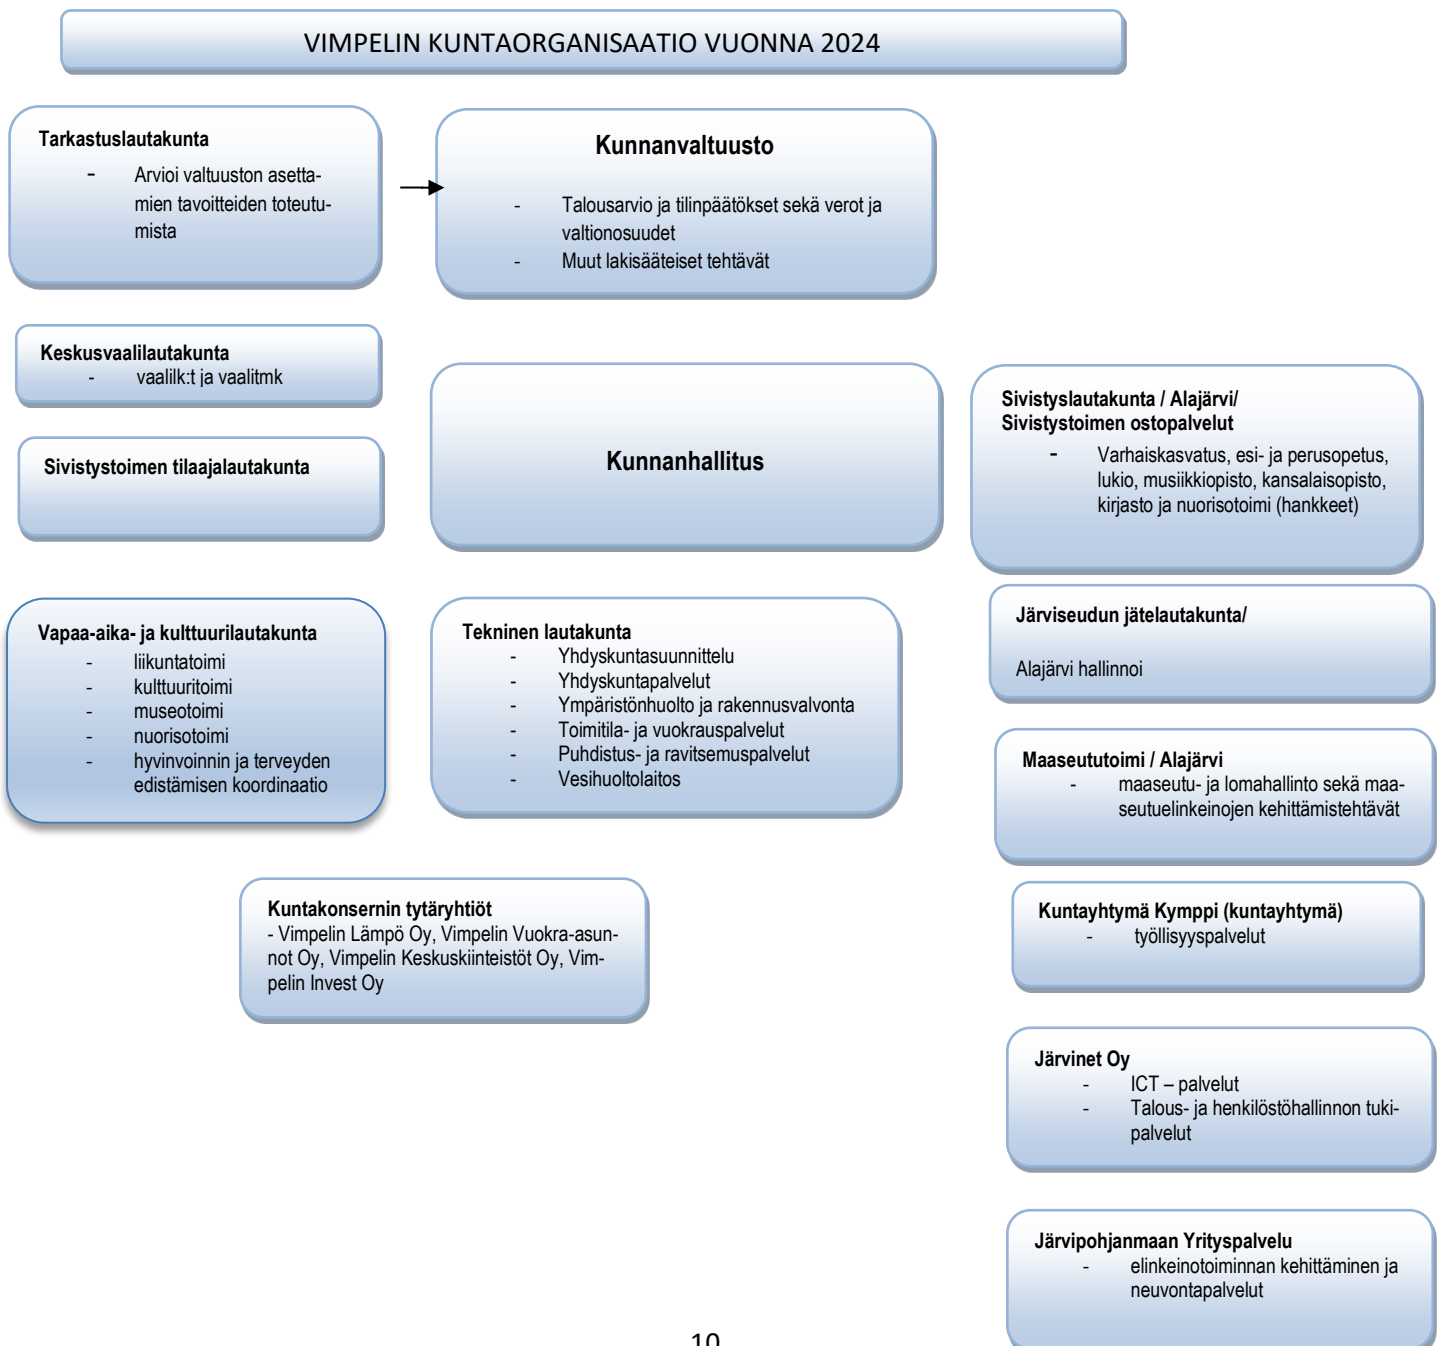 VIMPELIN KUNTAORGANISAATIO VUONNA 2024
Tarkastuslautakunta
- Arvioi valtuuston asetta-
mien tavoitteiden toteutu-
mista
Kunnanvaltuusto
- Talousarvio ja tilinpäätökset sekä verot ja
valtionosuudet
- Muut lakisääteiset tehtävät
Keskusvaalilautakunta
- vaalilk:t ja vaalitmk
Sivistystoimen tilaajalautakunta
Kunnanhallitus
Sivistyslautakunta / Alajärvi/
Sivistystoimen ostopalvelut
- Varhaiskasvatus, esi- ja perusopetus,
lukio, musiikkiopisto, kansalaisopisto,
kirjasto ja nuorisotoimi (hankkeet)
Vapaa-aika- ja kulttuurilautakunta
- liikuntatoimi
- kulttuuritoimi
- museotoimi
- nuorisotoimi
- hyvinvoinnin ja terveyden
edistämisen koordinaatio
Tekninen lautakunta
- Yhdyskuntasuunnittelu
- Yhdyskuntapalvelut
- Ympäristönhuolto ja rakennusvalvonta
- Toimitila- ja vuokrauspalvelut
- Puhdistus- ja ravitsemuspalvelut
- Vesihuoltolaitos
Järviseudun jätelautakunta/
Alajärvi hallinnoi
Maaseututoimi / Alajärvi
- maaseutu- ja lomahallinto sekä maa-
seutuelinkeinojen kehittämistehtävät
Kuntakonsernin tytäryhtiöt
- Vimpelin Lämpö Oy, Vimpelin Vuokra-asun-
not Oy, Vimpelin Keskuskiinteistöt Oy, Vim-
pelin Invest Oy
Kuntayhtymä Kymppi (kuntayhtymä)
- työllisyyspalvelut
Järvinet Oy
- ICT – palvelut
- Talous- ja henkilöstöhallinnon tuki-
palvelut
Järvipohjanmaan Yrityspalvelu
- elinkeinotoiminnan kehittäminen ja
neuvontapalvelut
10